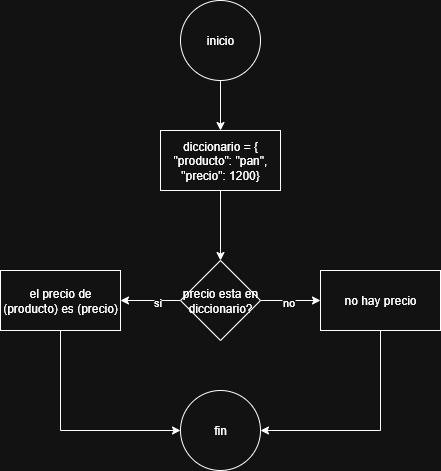 inicio
diccionario = {
"producto": "pan",
"precio": 1200}
precio esta en
diccionario?
si
no
el precio de
(producto) es (precio)
no hay precio
fin